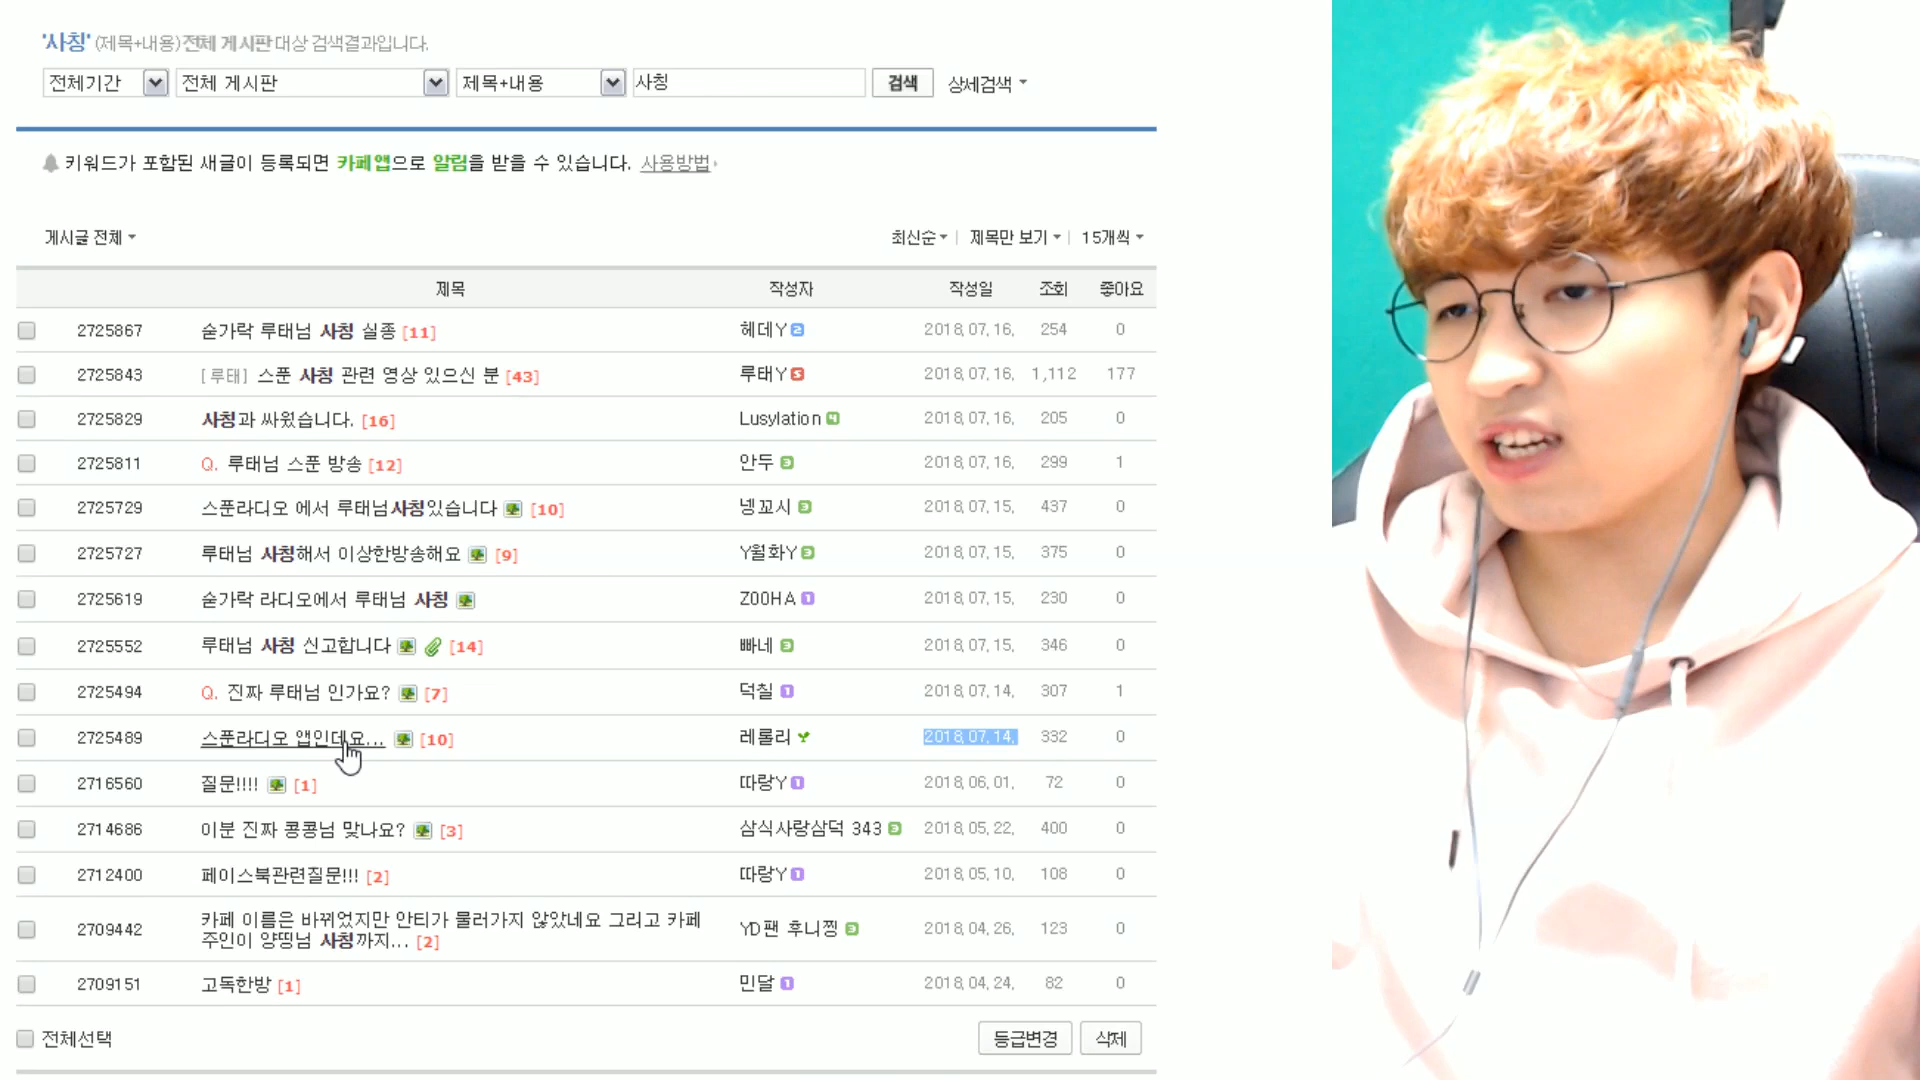 '사칭' (제목+내용)전체 게시판 대상 검색결과입니다.
전체기간 전체 게시판 제목+내용 사칭 검색 상세검색
키워드가 포함된 새글이 등록되면 카페앱으로 알림을 받을 수 있습니다. 사용방법
게시글 전체 최신순 제목만 보기 15개씩
제목 작성자 작성일 조회 좋아요
2725867 숟가락 루태님 사칭 실종 [11] 헤데Y 2 2018.07.16. 254 0
2725843 [루태] 스푼 사칭 관련 영상 있으신 분 [43] 루태Y S 2018.07.16. 1,112 177
2725829 사칭과 싸웠습니다. [16] Lusylation 4 2018.07.16. 205 0
2725811 Q. 루태님 스푼 방송 [12] 안두 3 2018.07.16. 299 1
2725729 스푼라디오 에서 루태님사칭있습니다 [10] 넹꼬시 3 2018.07.15. 437 0
2725727 루태님 사칭해서 이상한방송해요 [9] Y월화Y 3 2018.07.15. 375 0
2725619 숟가락 라디오에서 루태님 사칭 Z00HA 1 2018.07.15. 230 0
2725552 루태님 사칭 신고합니다 [14] 빠네 3 2018.07.15. 346 0
2725494 Q. 진짜 루태님 인가요? [7] 덕칠 1 2018.07.14. 307 1
2725489 스푼라디오 앱인데요... [10] 레몰리 2018.07.14. 332 0
2716560 질문!!!! [1] 따랑Y 1 2018.06.01. 72 0
2714686 이분 진짜 콩콩님 맞나요? [3] 삼식사랑삼덕 343 3 2018.05.22. 400 0
2712400 페이스북관련질문!!! [2] 따랑Y 1 2018.05.10. 108 0
2709442 카페 이름은 바뀌었지만 안티가 물러가지 않았네요 그리고 카페 YD팬 후니찡 3 2018.04.26. 123 0
주인이 양띵님 사칭까지... [2]
2709151 고독한방 [1] 민달 1 2018.04.24. 82 0
전체선택 등급변경 삭제